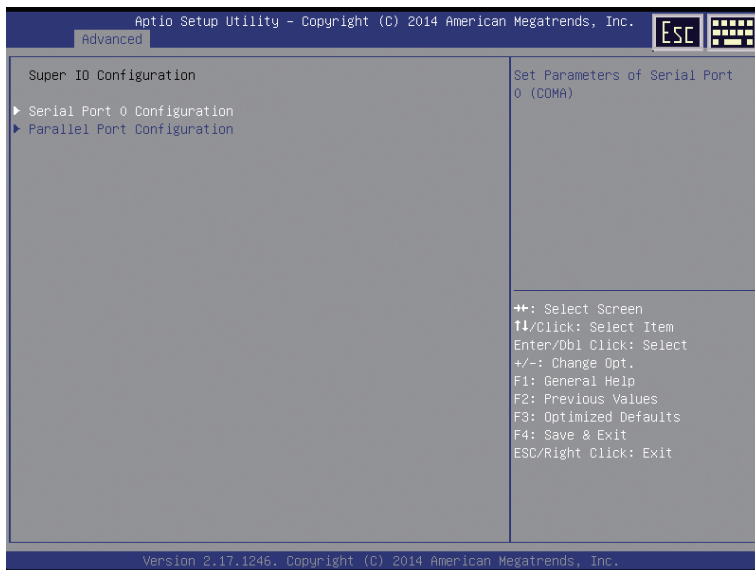 Aptio Setup Utility – Copyright (C) 2014 American Megatrends, Inc.
Esc
Advanced
Super IO Configuration
Serial Port 0 Configuration
Parallel Port Configuration
Set Parameters of Serial Port
0 (COMA)
→←: Select Screen
↑↓/Click: Select Item
Enter/Dbl Click: Select
+/-: Change Opt.
F1: General Help
F2: Previous Values
F3: Optimized Defaults
F4: Save & Exit
ESC/Right Click: Exit
Version 2.17.1246. Copyright (C) 2014 American Megatrends, Inc.